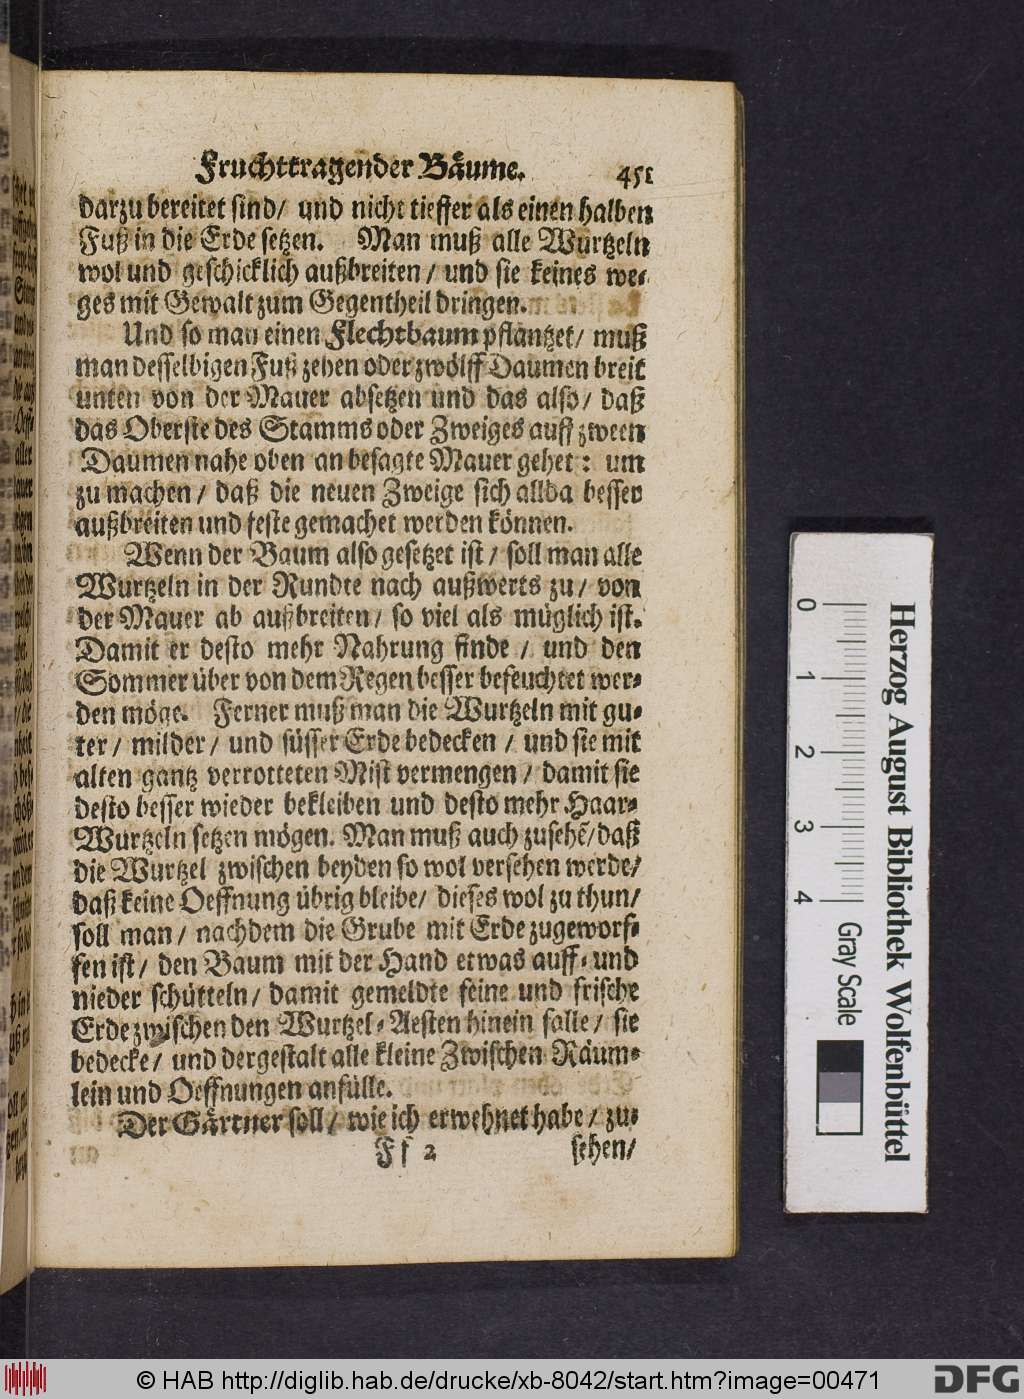 Fruchttragender Bäume. 451
darzu bereitet sind/ und nicht tieffer als einen halben
Fuß in die Erde setzen. Man muß alle Wurtzeln
wol und geschicklich außbreiten / und sie keines we-
ges mit Gewalt zum Gegentheil dringen.
Und so man einen Flechtbaum pflantzet/ muß
man desselbigen Fuß zehen oder zwölff Daumen breit
unten von der Mauer absetzen und das also/ daß
das Oberste des Stamms oder Zweiges auff zween
Daumen nahe oben an besagte Mauer gehet: um
zu machen / daß die neuen Zweige sich allda besser
außbreiten und feste gemachet werden können.
Wenn der Baum also gesetzet ist / soll man alle
Wurtzeln in der Rundte nach außwerts zu / von
der Mauer ab außbreiten / so viel als müglich ist.
Damit er desto mehr Nahrung finde / und den
Sommer über von dem Regen besser befeuchtet wer-
den möge. Ferner muß man die Wurtzeln mit gu-
ter / milder / und süsser Erde bedecken / und sie mit
alten gantz verrotteten Mist vermengen / damit sie
desto besser wieder bekleiben und desto mehr Haar-
Wurtzeln setzen mögen. Man muß auch zusehẽ/ daß
die Wurtzel zwischen beyden so wol versehen werde/
daß keine Oeffnung übrig bleibe/ dieses wol zu thun/
soll man / nachdem die Grube mit Erde zugeworf-
fen ist / den Baum mit der Hand etwas auff- und
nieder schütteln / damit gemeldte feine und frische
Erde zwischen den Wurtzel-Aesten hinein falle / sie
bedecke / und dergestalt alle kleine Zwischen Räum-
lein und Oeffnungen anfülle.
Der Gärtner soll / wie ich erwehnet habe / zu-
Ff 2 sehen/
0 1 2 3 4
Herzog August Bibliothek Wolfenbüttel
Gray Scale
© HAB http://diglib.hab.de/drucke/xb-8042/start.htm?image=00471
DFG